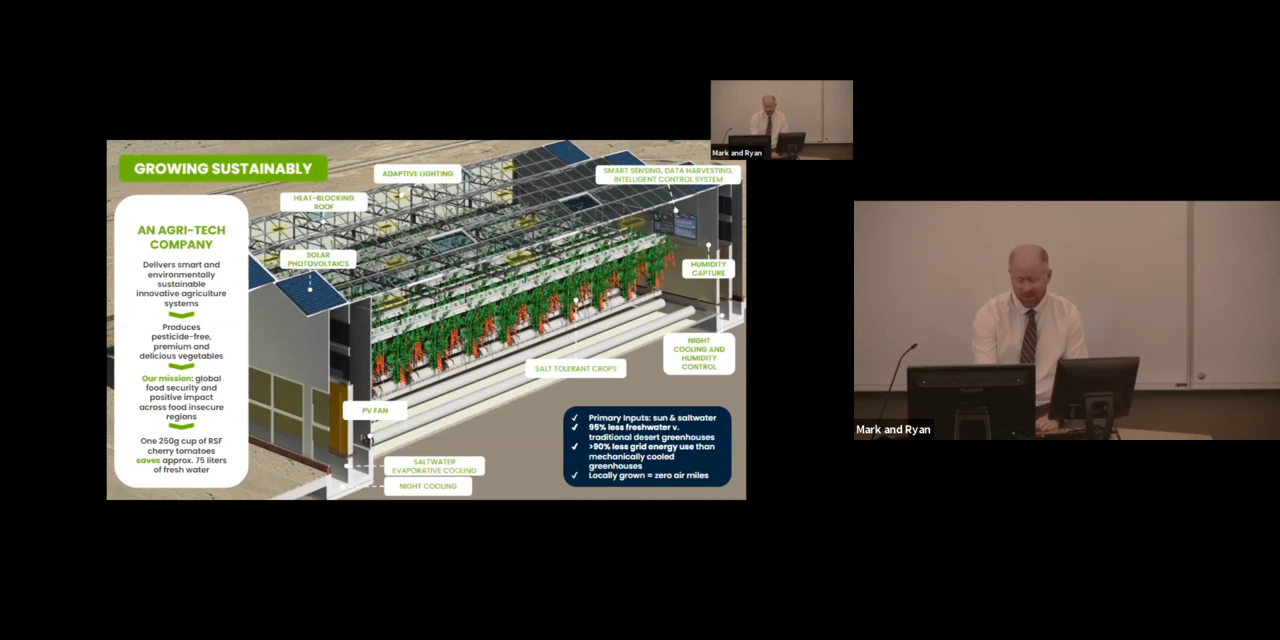 Mark and Ryan
GROWING SUSTAINABLY
ADAPTIVE LIGHTING
SMART SENSING, DATA HARVESTING,
INTELLIGENT CONTROL SYSTEM
HEAT-BLOCKING
ROOF
AN AGRI-TECH
COMPANY
Delivers smart and
environmentally
sustainable
innovative agriculture
systems
Produces
pesticide-free,
premium and
delicious vegetables
Our mission: global
food security and
positive impact
across food insecure
regions
One 250g cup of RSF
cherry tomatoes
saves approx. 75 liters
of fresh water
SOLAR
PHOTOVOLTAICS
HUMIDITY
CAPTURE
NIGHT
COOLING AND
HUMIDITY
CONTROL
SALT TOLERANT CROPS
PV FAN
SALTWATER
EVAPORATIVE COOLING
NIGHT COOLING
✓ Primary Inputs: sun & saltwater
✓ 95% less freshwater v.
traditional desert greenhouses
✓ >90% less grid energy use than
mechanically cooled
greenhouses
✓ Locally grown = zero air miles
Mark and Ryan